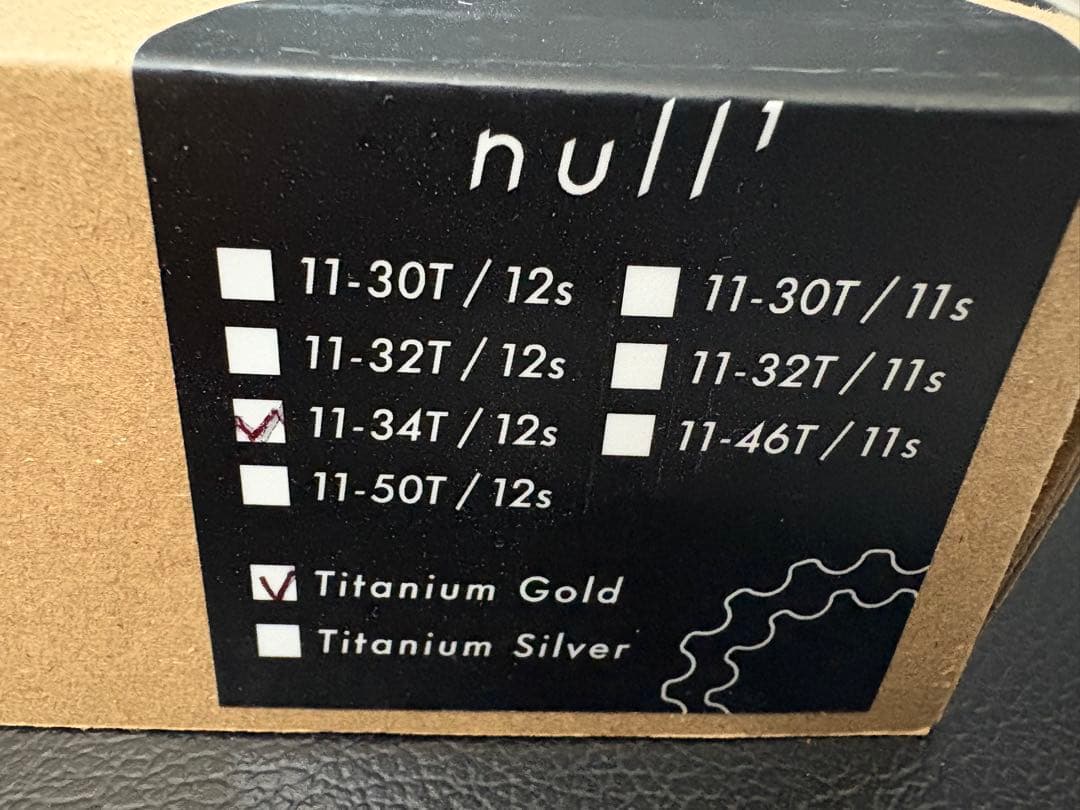 null¹
11-30T / 12s
11-32T / 12s
11-34T / 12s
11-50T / 12s
11-30T / 11s
11-32T / 11s
11-46T / 11s
Titanium Gold
Titanium Silver